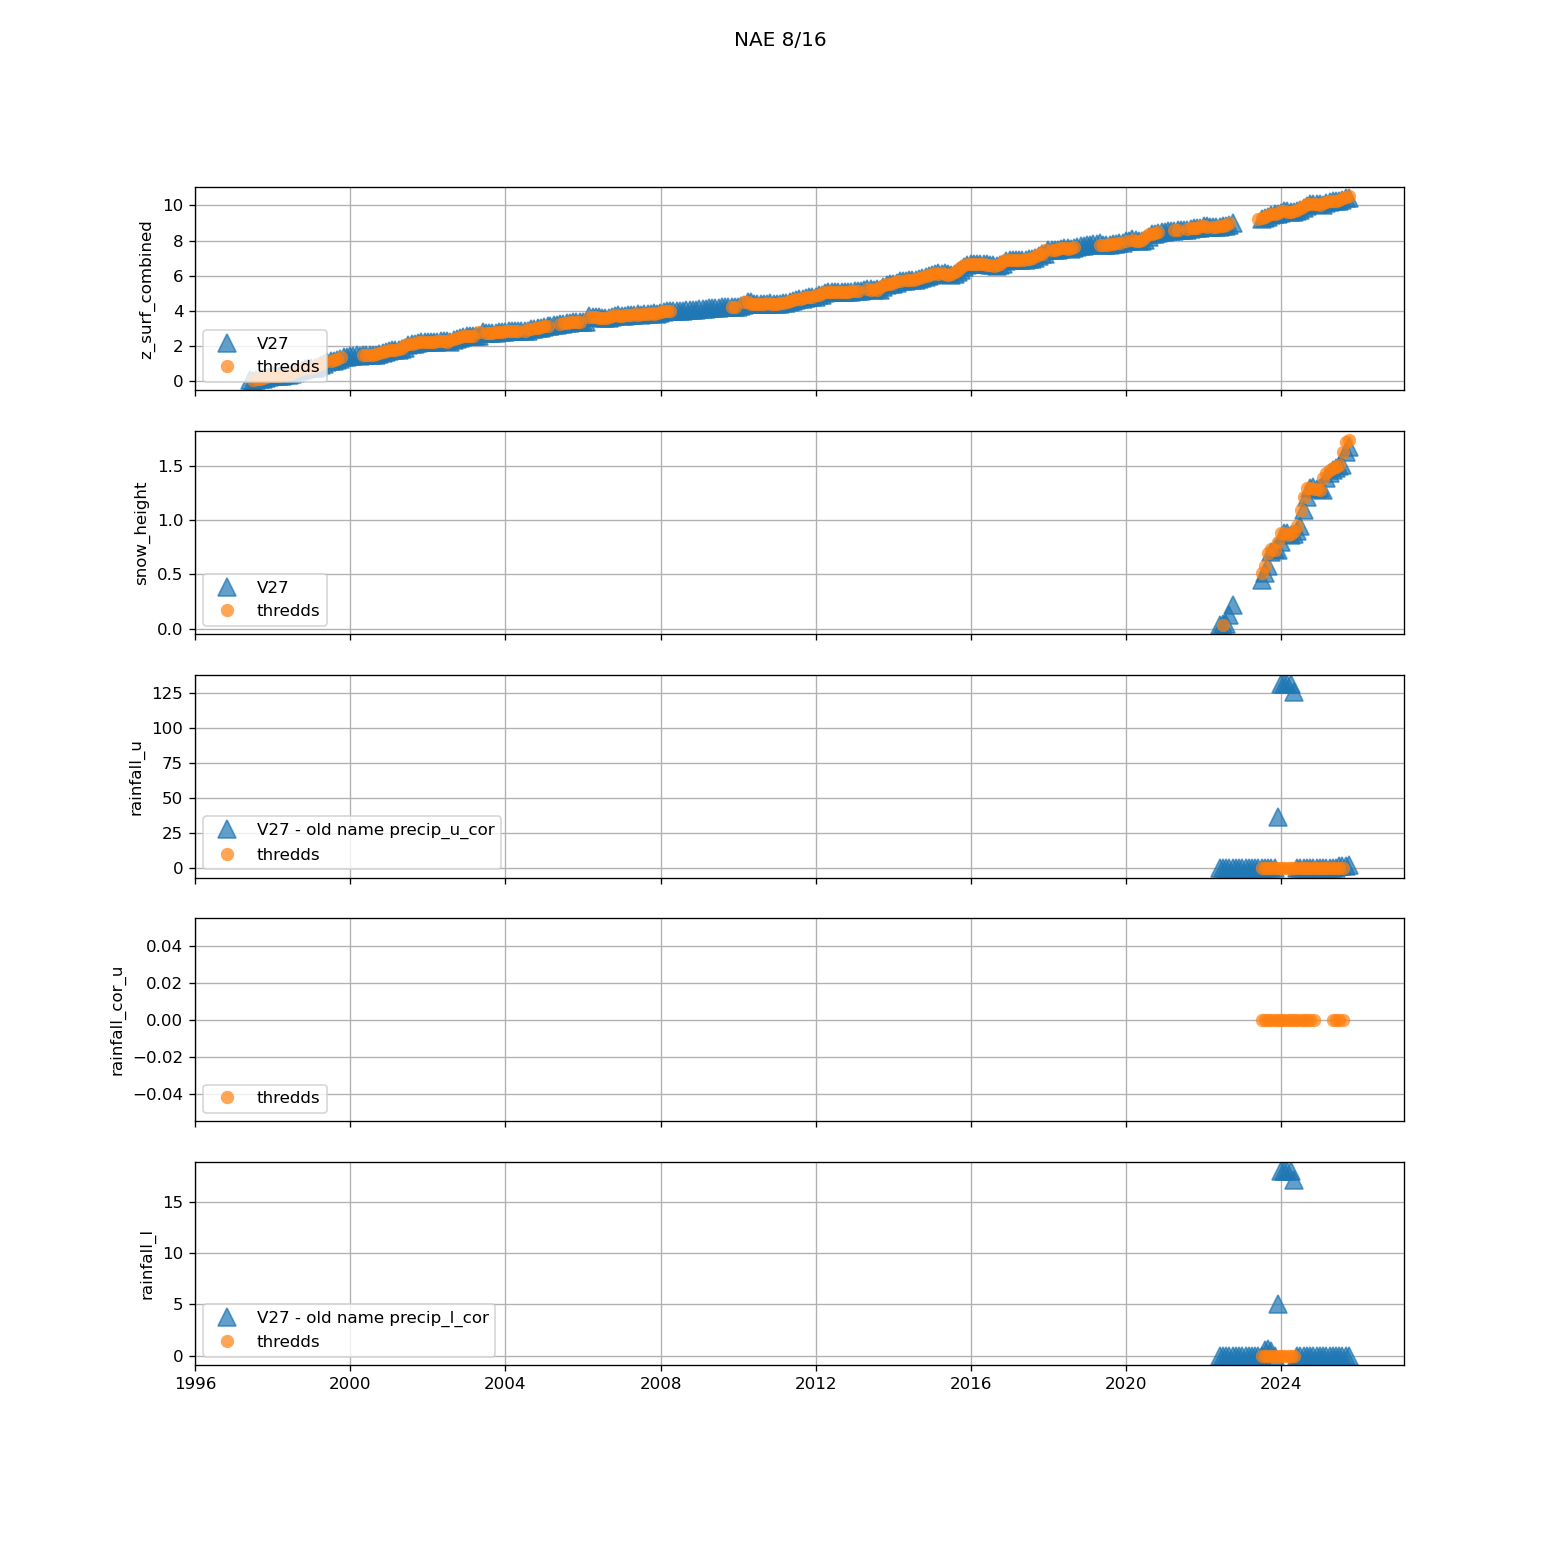 NAE 8/16
z_surf_combined
10
8
6
4
2
0
V27
thredds
snow_height
1.5
1.0
0.5
0.0
V27
thredds
rainfall_u
125
100
75
50
25
0
V27 - old name precip_u_cor
thredds
rainfall_cor_u
0.04
0.02
0.00
−0.02
−0.04
thredds
rainfall_l
15
10
5
0
V27 - old name precip_l_cor
thredds
1996 2000 2004 2008 2012 2016 2020 2024